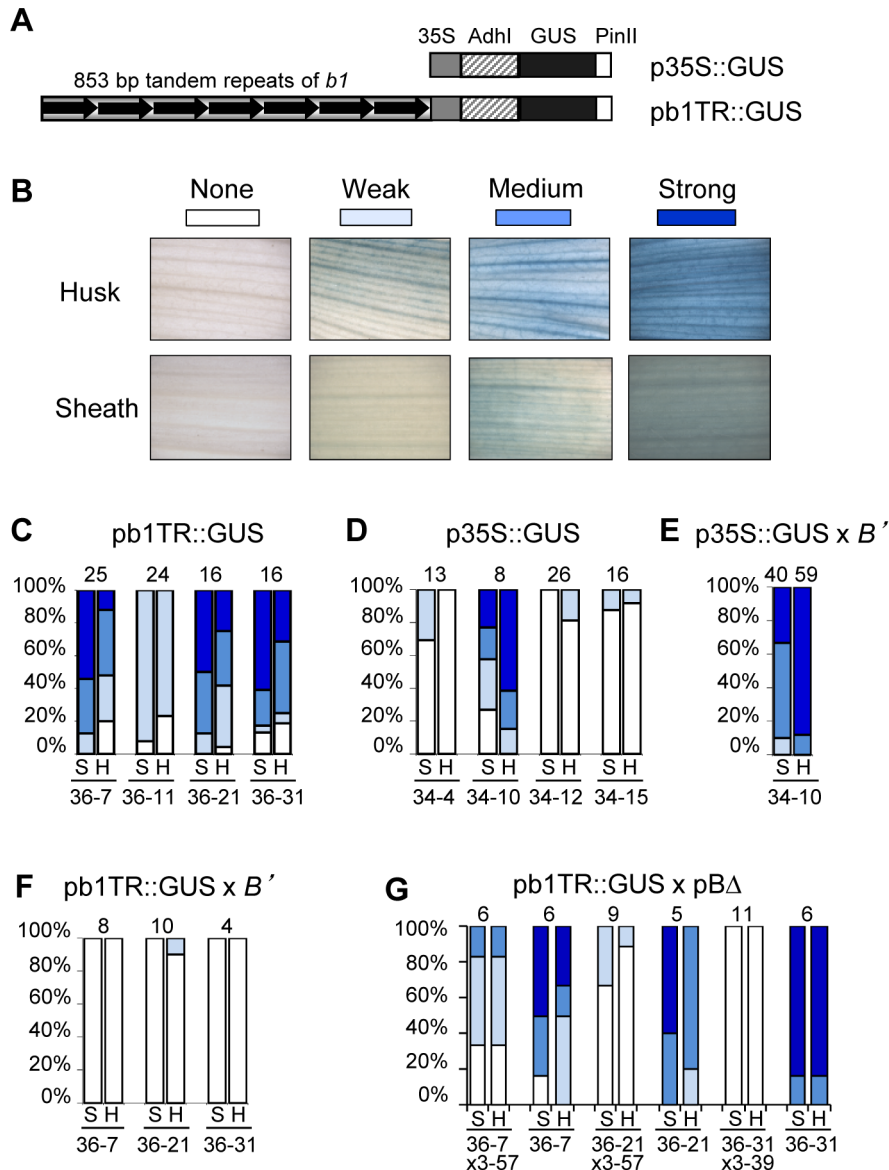 A
35S AdhI GUS PinII
p35S::GUS
853 bp tandem repeats of b1
pb1TR::GUS
B
None Weak Medium Strong
Husk
Sheath
C pb1TR::GUS
25 24 16 16
100%
80%
60%
40%
20%
0%
S H S H S H S H
36-7 36-11 36-21 36-31
D p35S::GUS
13 8 26 16
100%
80%
60%
40%
20%
0%
S H S H S H S H
34-4 34-10 34-12 34-15
E p35S::GUS x B’
40 59
100%
80%
60%
40%
20%
0%
S H
34-10
F pb1TR::GUS x B’
8 10 4
100%
80%
60%
40%
20%
0%
S H S H S H
36-7 36-21 36-31
G pb1TR::GUS x pBΔ
6 6 9 5 11 6
100%
80%
60%
40%
20%
0%
S H S H S H S H S H S H
36-7 36-7 36-21 36-21 36-31 36-31
x3-57 x3-57 x3-39